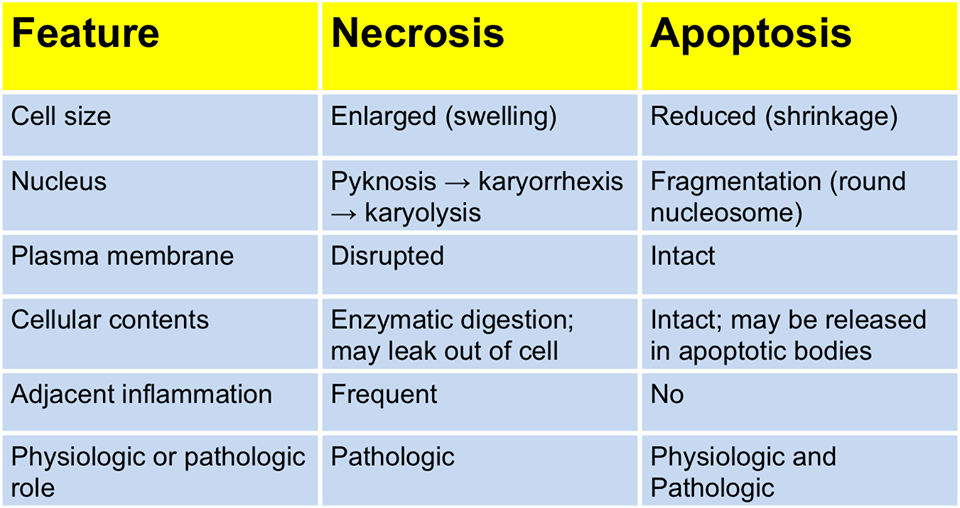 Feature Necrosis Apoptosis
Cell size Enlarged (swelling) Reduced (shrinkage)
Nucleus Pyknosis → karyorrhexis Fragmentation (round
→ karyolysis nucleosome)
Plasma membrane Disrupted Intact
Cellular contents Enzymatic digestion; Intact; may be released
may leak out of cell in apoptotic bodies
Adjacent inflammation Frequent No
Physiologic or pathologic Pathologic Physiologic and
role Pathologic